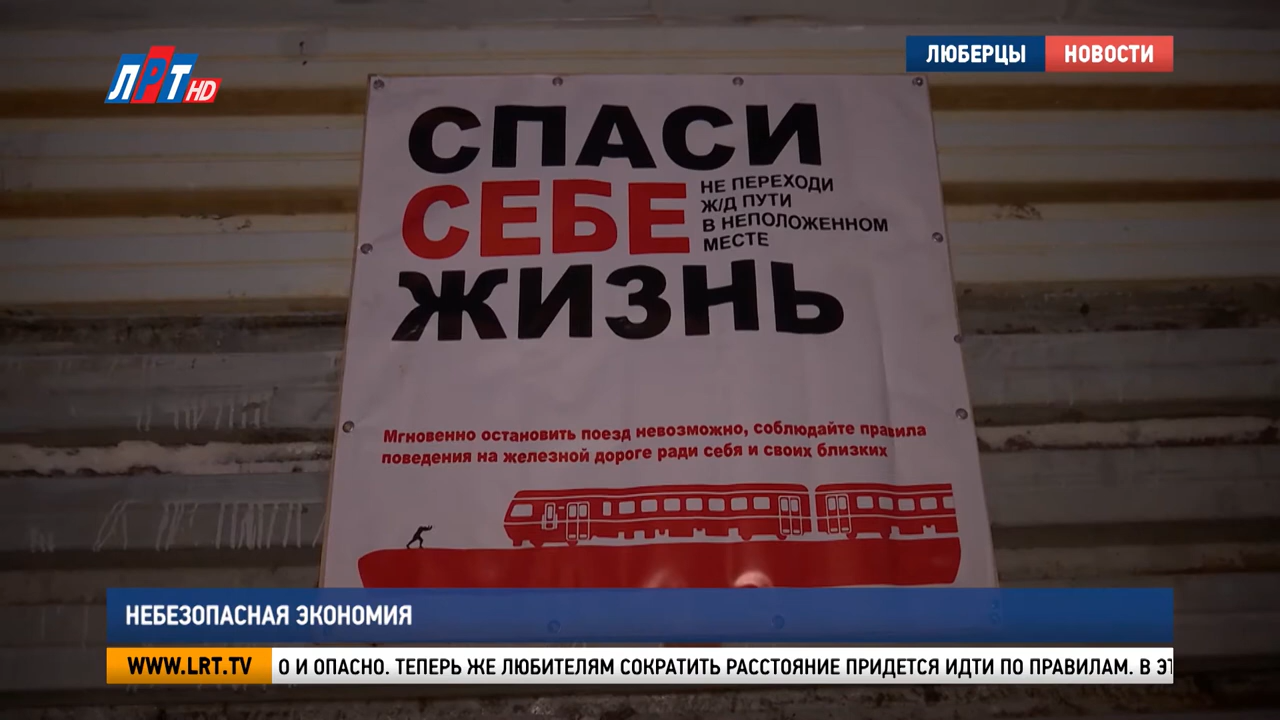 ЛРТ HD
ЛЮБЕРЦЫ НОВОСТИ
СПАСИ
СЕБЕ
ЖИЗНЬ
НЕ ПЕРЕХОДИ
Ж/Д ПУТИ
В НЕПОЛОЖЕННОМ
МЕСТЕ
Мгновенно остановить поезд невозможно, соблюдайте правила
поведения на железной дороге ради себя и своих близких
НЕБЕЗОПАСНАЯ ЭКОНОМИЯ
WWW.LRT.TV О И ОПАСНО. ТЕПЕРЬ ЖЕ ЛЮБИТЕЛЯМ СОКРАТИТЬ РАССТОЯНИЕ ПРИДЕТСЯ ИДТИ ПО ПРАВИЛАМ. В ЭТ